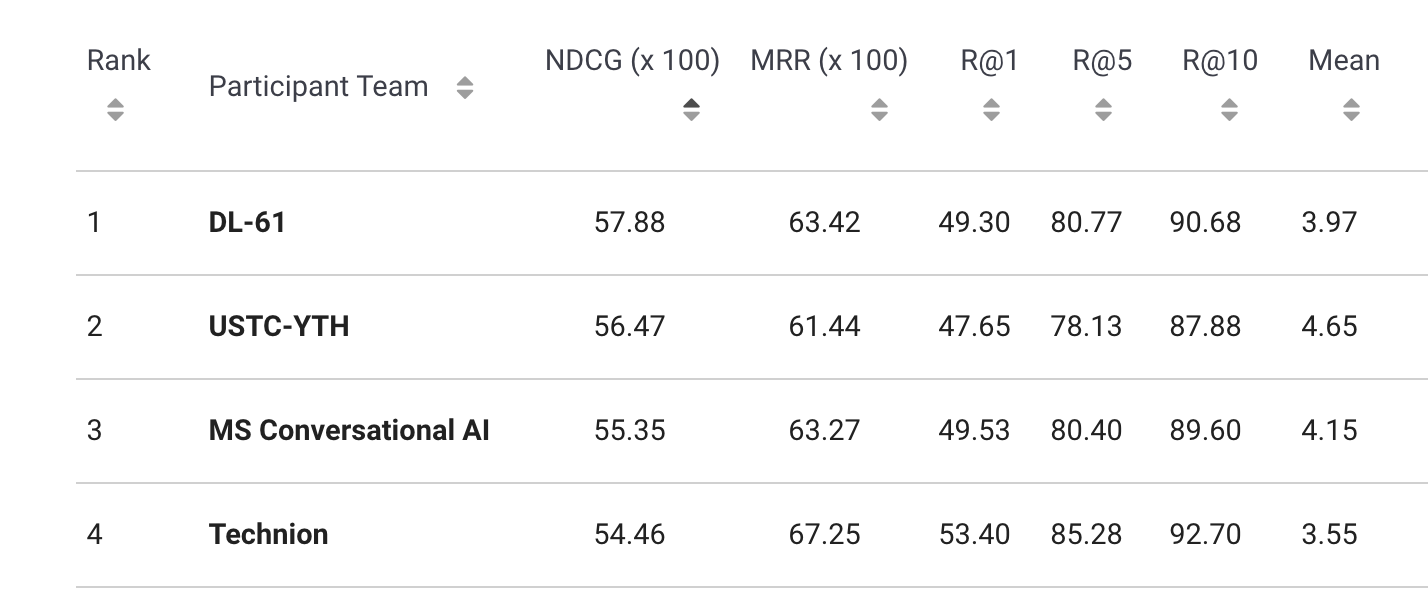 Rank Participant Team NDCG (x 100) MRR (x 100) R@1 R@5 R@10 Mean
1 DL-61 57.88 63.42 49.30 80.77 90.68 3.97
2 USTC-YTH 56.47 61.44 47.65 78.13 87.88 4.65
3 MS Conversational AI 55.35 63.27 49.53 80.40 89.60 4.15
4 Technion 54.46 67.25 53.40 85.28 92.70 3.55